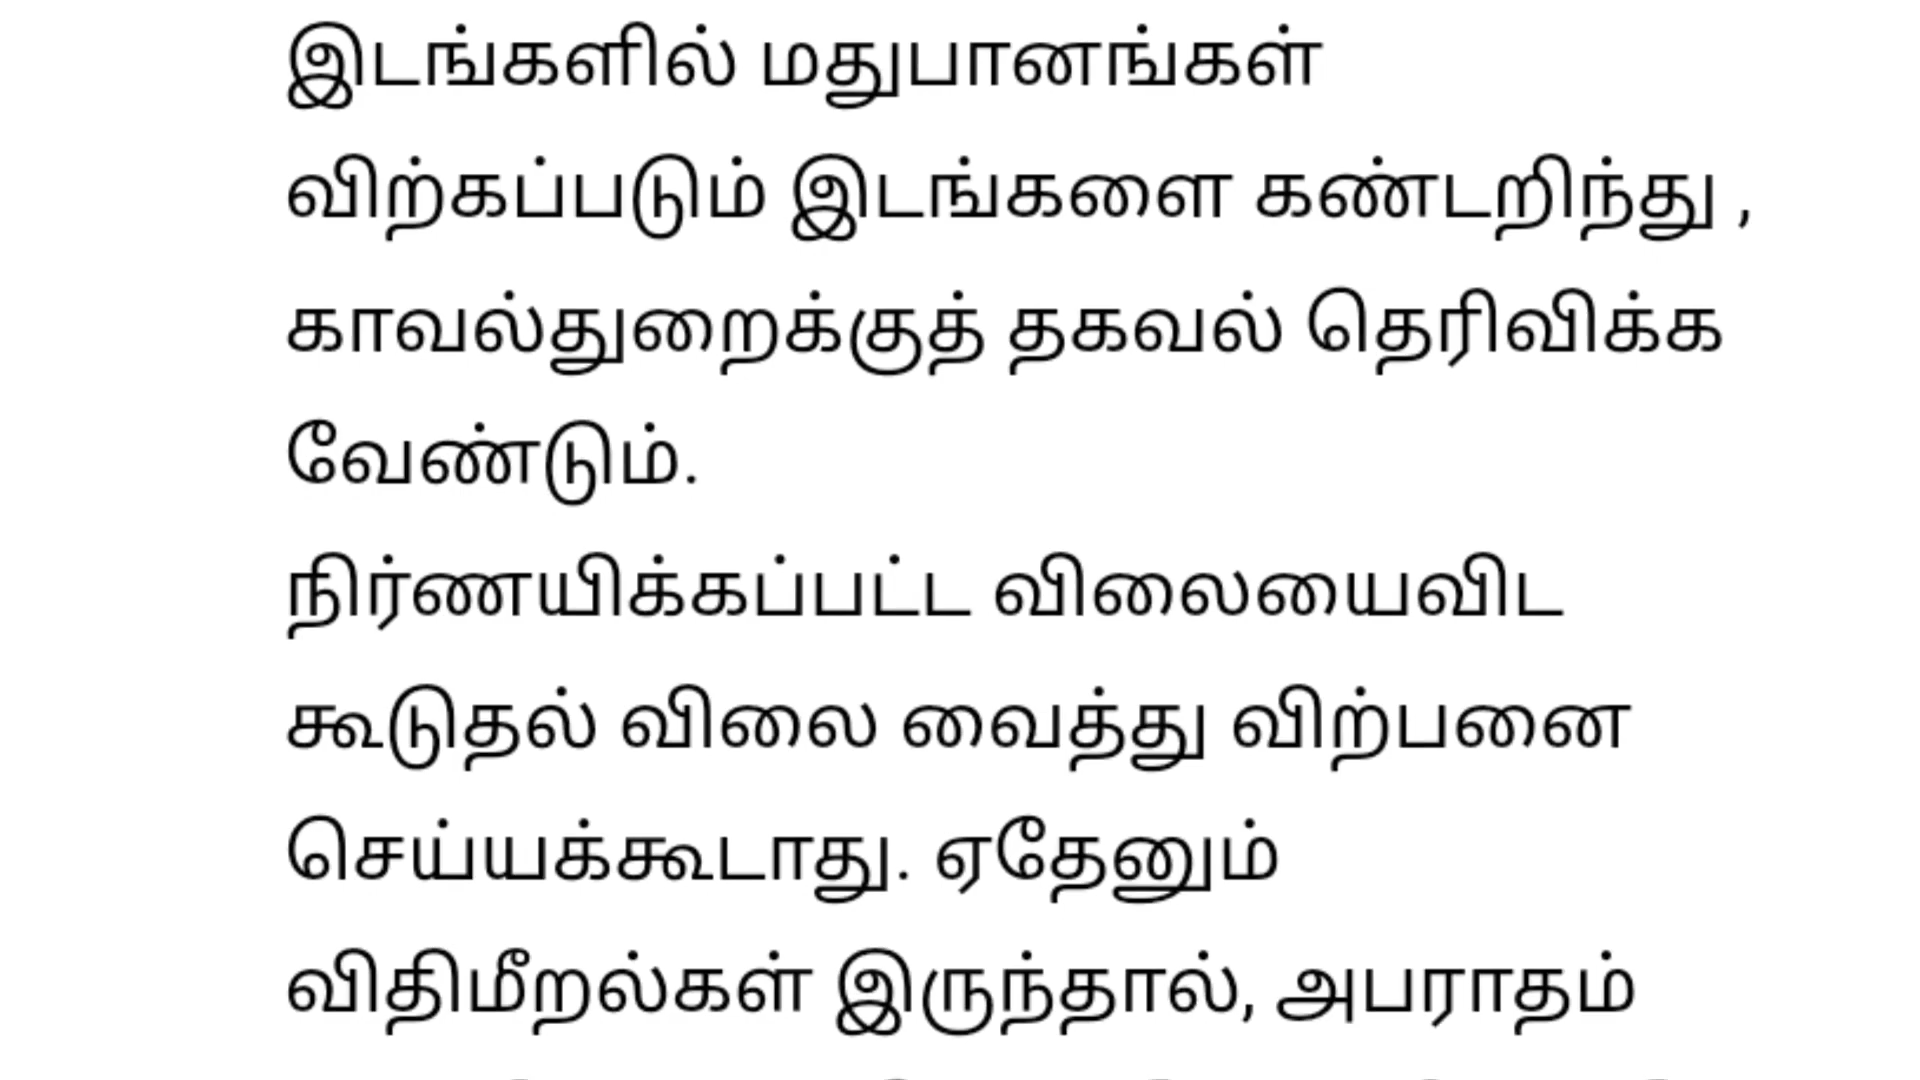 இடங்களில் மதுபானங்கள்
விற்கப்படும் இடங்களை கண்டறிந்து ,
காவல்துறைக்குத் தகவல் தெரிவிக்க
வேண்டும்.
நிர்ணயிக்கப்பட்ட விலையைவிட
கூடுதல் விலை வைத்து விற்பனை
செய்யக்கூடாது. ஏதேனும்
விதிமீறல்கள் இருந்தால், அபராதம்